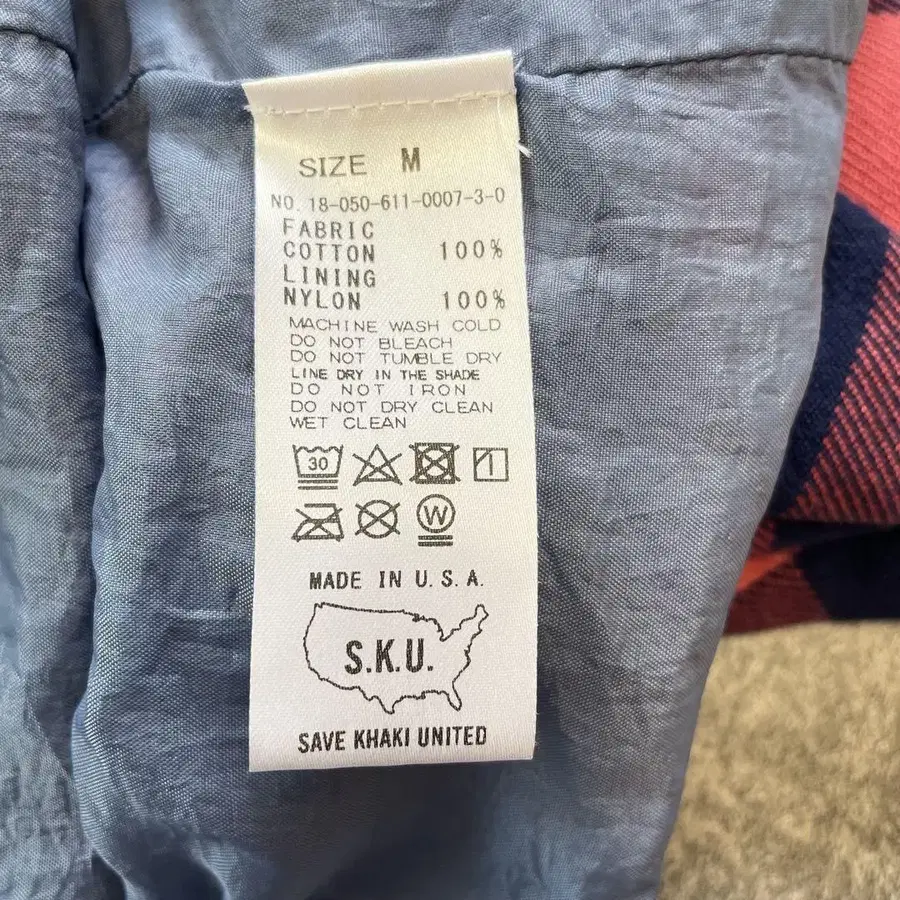 SIZE M
NO. 18-050-611-0007-3-0
FABRIC
COTTON 100%
LINING
NYLON 100%
MACHINE WASH COLD
DO NOT BLEACH
DO NOT TUMBLE DRY
LINE DRY IN THE SHADE
DO NOT IRON
DO NOT DRY CLEAN
WET CLEAN
30
W
MADE IN U.S.A.
S.K.U.
SAVE KHAKI UNITED